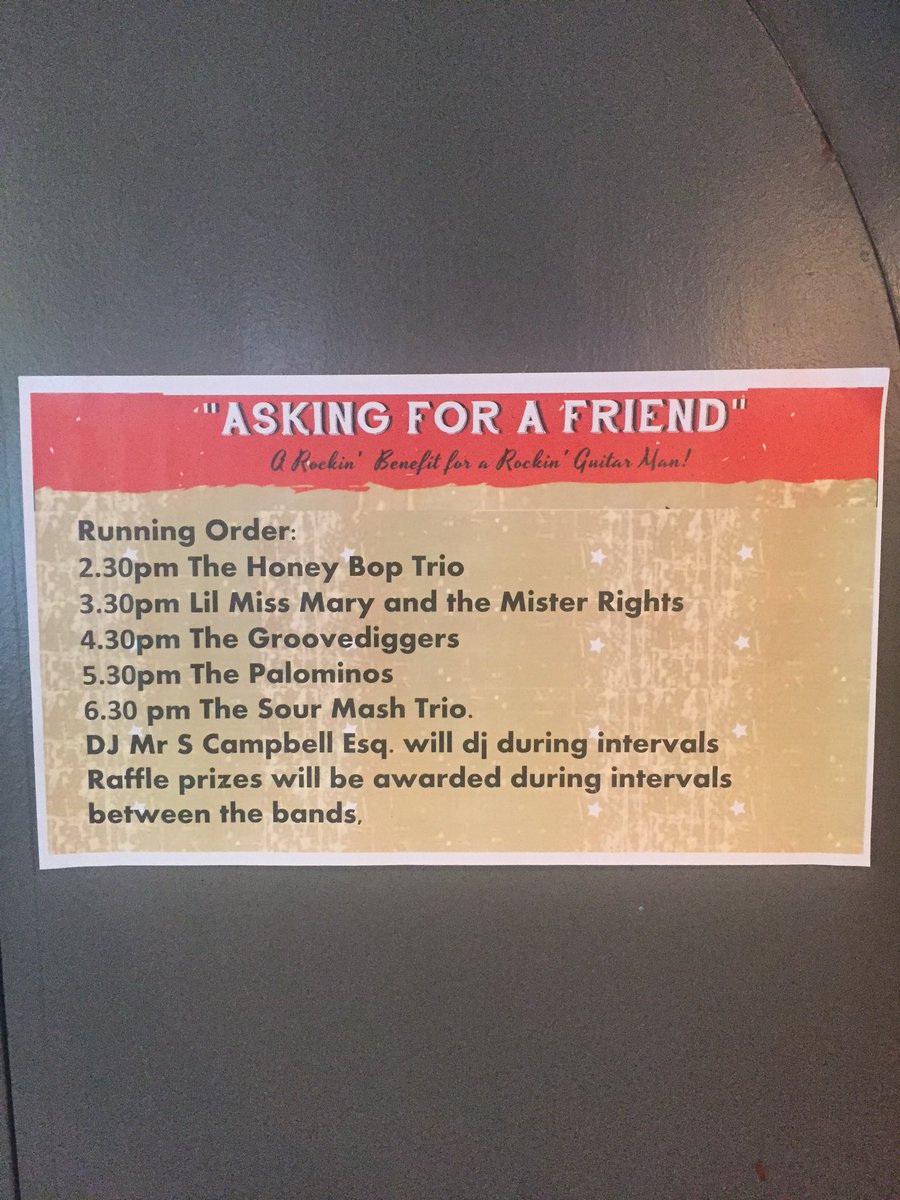 "ASKING FOR A FRIEND"
A Rockin' Benefit for a Rockin' Guitar Man!
Running Order:
2.30pm The Honey Bop Trio
3.30pm Lil Miss Mary and the Mister Rights
4.30pm The Groovediggers
5.30pm The Palominos
6.30 pm The Sour Mash Trio.
DJ Mr S Campbell Esq. will dj during intervals
Raffle prizes will be awarded during intervals
between the bands,